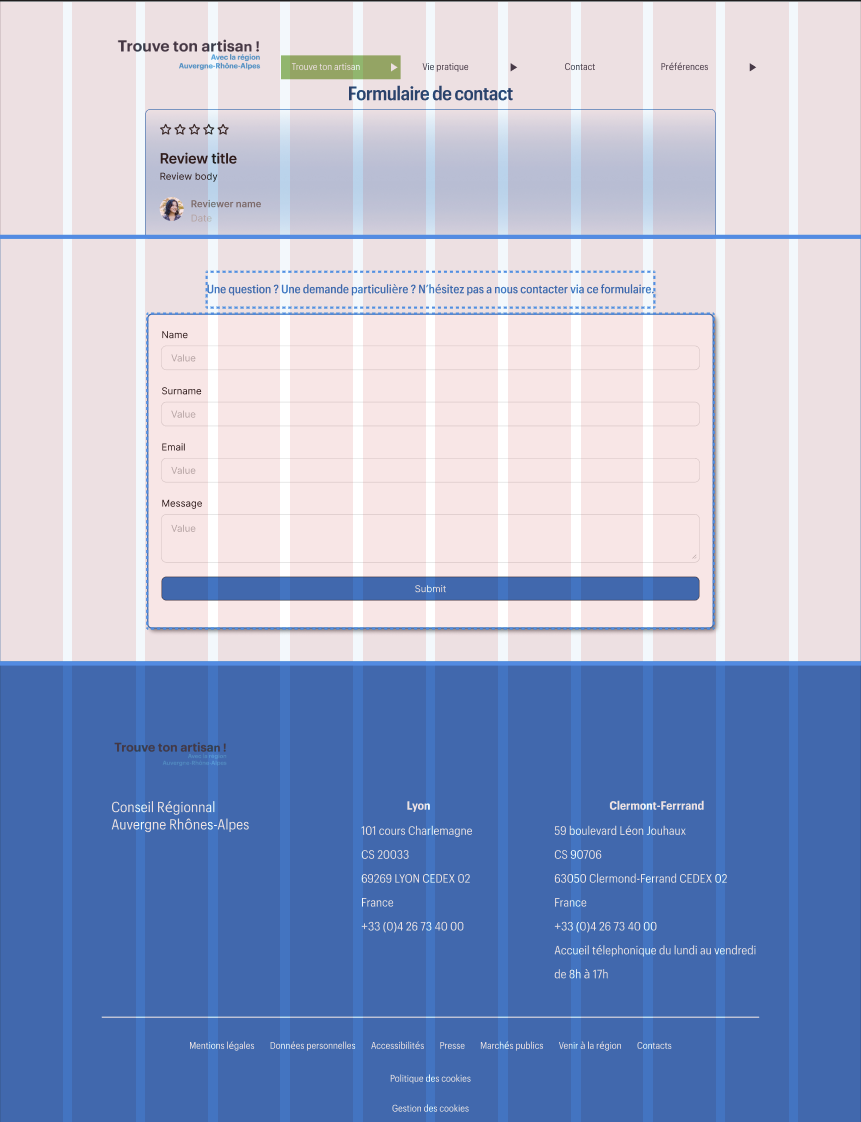 Trouve ton artisan !
Avec la région
Auvergne-Rhône-Alpes
Trouve ton artisan
Vie pratique
Contact
Préférences
Formulaire de contact
Review title
Review body
Reviewer name
Date
Une question ? Une demande particulière ? N'hésitez pas a nous contacter via ce formulaire.
Name
Value
Surname
Value
Email
Value
Message
Value
Submit
Trouve ton artisan !
Avec la région
Auvergne-Rhône-Alpes
Conseil Régionnal
Auvergne Rhônes-Alpes
Lyon
101 cours Charlemagne
CS 20033
69269 LYON CEDEX 02
France
+33 (0)4 26 73 40 00
Clermont-Ferrrand
59 boulevard Léon Jouhaux
CS 90706
63050 Clermond-Ferrand CEDEX 02
France
+33 (0)4 26 73 40 00
Accueil télephonique du lundi au vendredi
de 8h à 17h
Mentions légales Données personnelles Accessibilités Presse Marchés publics Venir à la région Contacts
Politique des cookies
Gestion des cookies